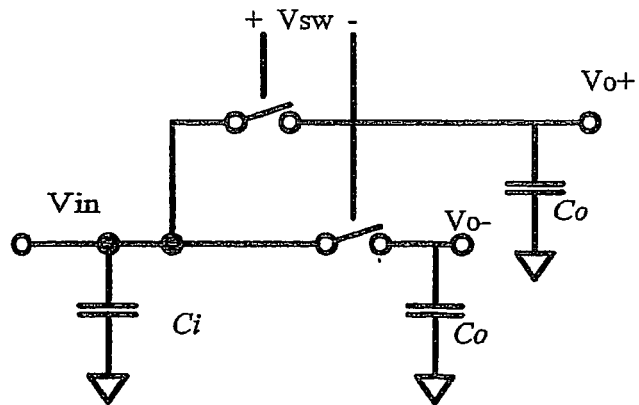 + Vsw -
Vo+
Vin
Co
Vo-
Ci
Co